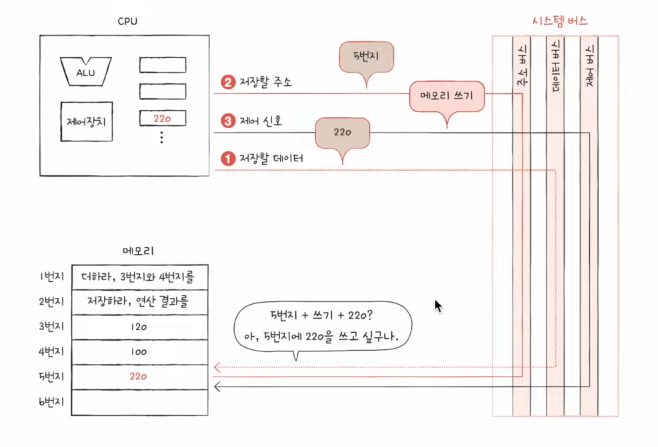 CPU
시스템 버스
ALU
제어장치
220
5번지
2 저장할 주소
메모리 쓰기
3 제어 신호
220
1 저장할 데이터
주소 버스
데이터 버스
제어 버스
메모리
1번지 더하라, 3번지와 4번지를
2번지 저장하라, 연산 결과를
3번지 120
4번지 100
5번지 220
6번지
5번지 + 쓰기 + 220?
아, 5번지에 220을 쓰고 싶구나.